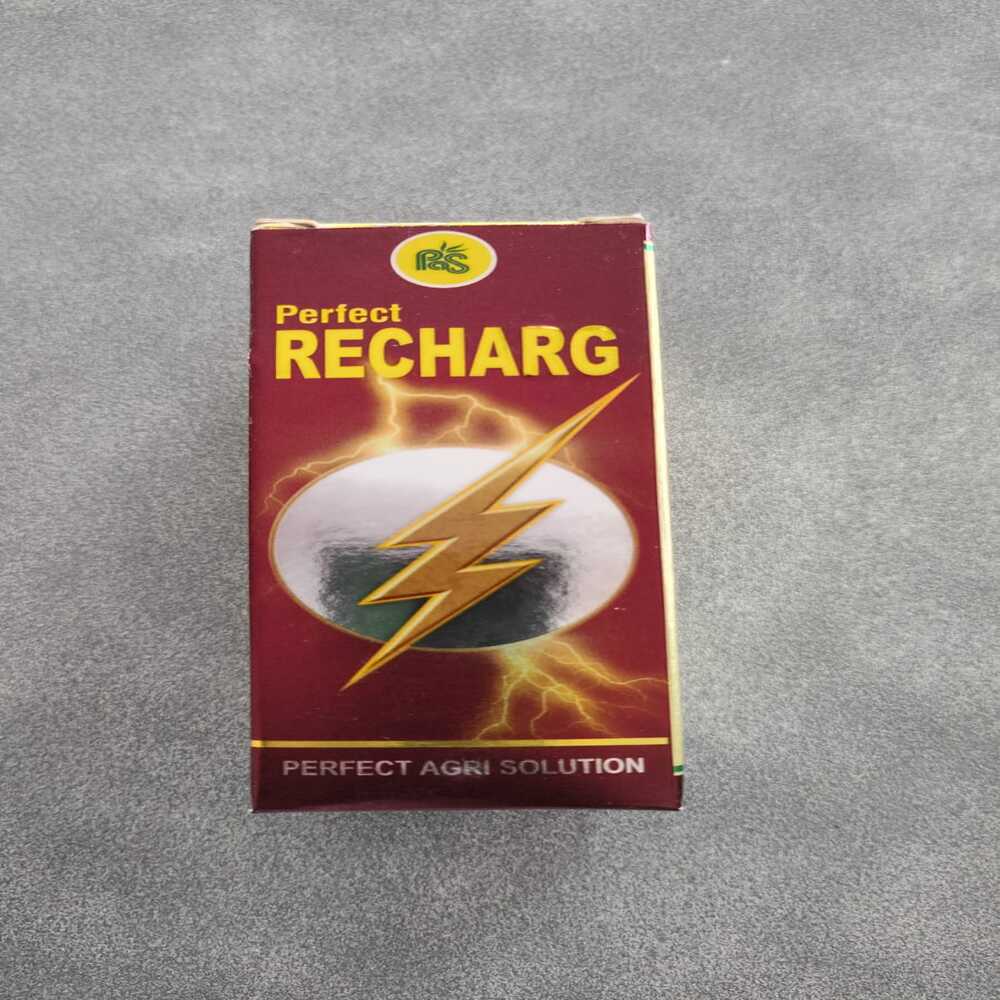 PaS
Perfect
RECHARG
PERFECT AGRI SOLUTION